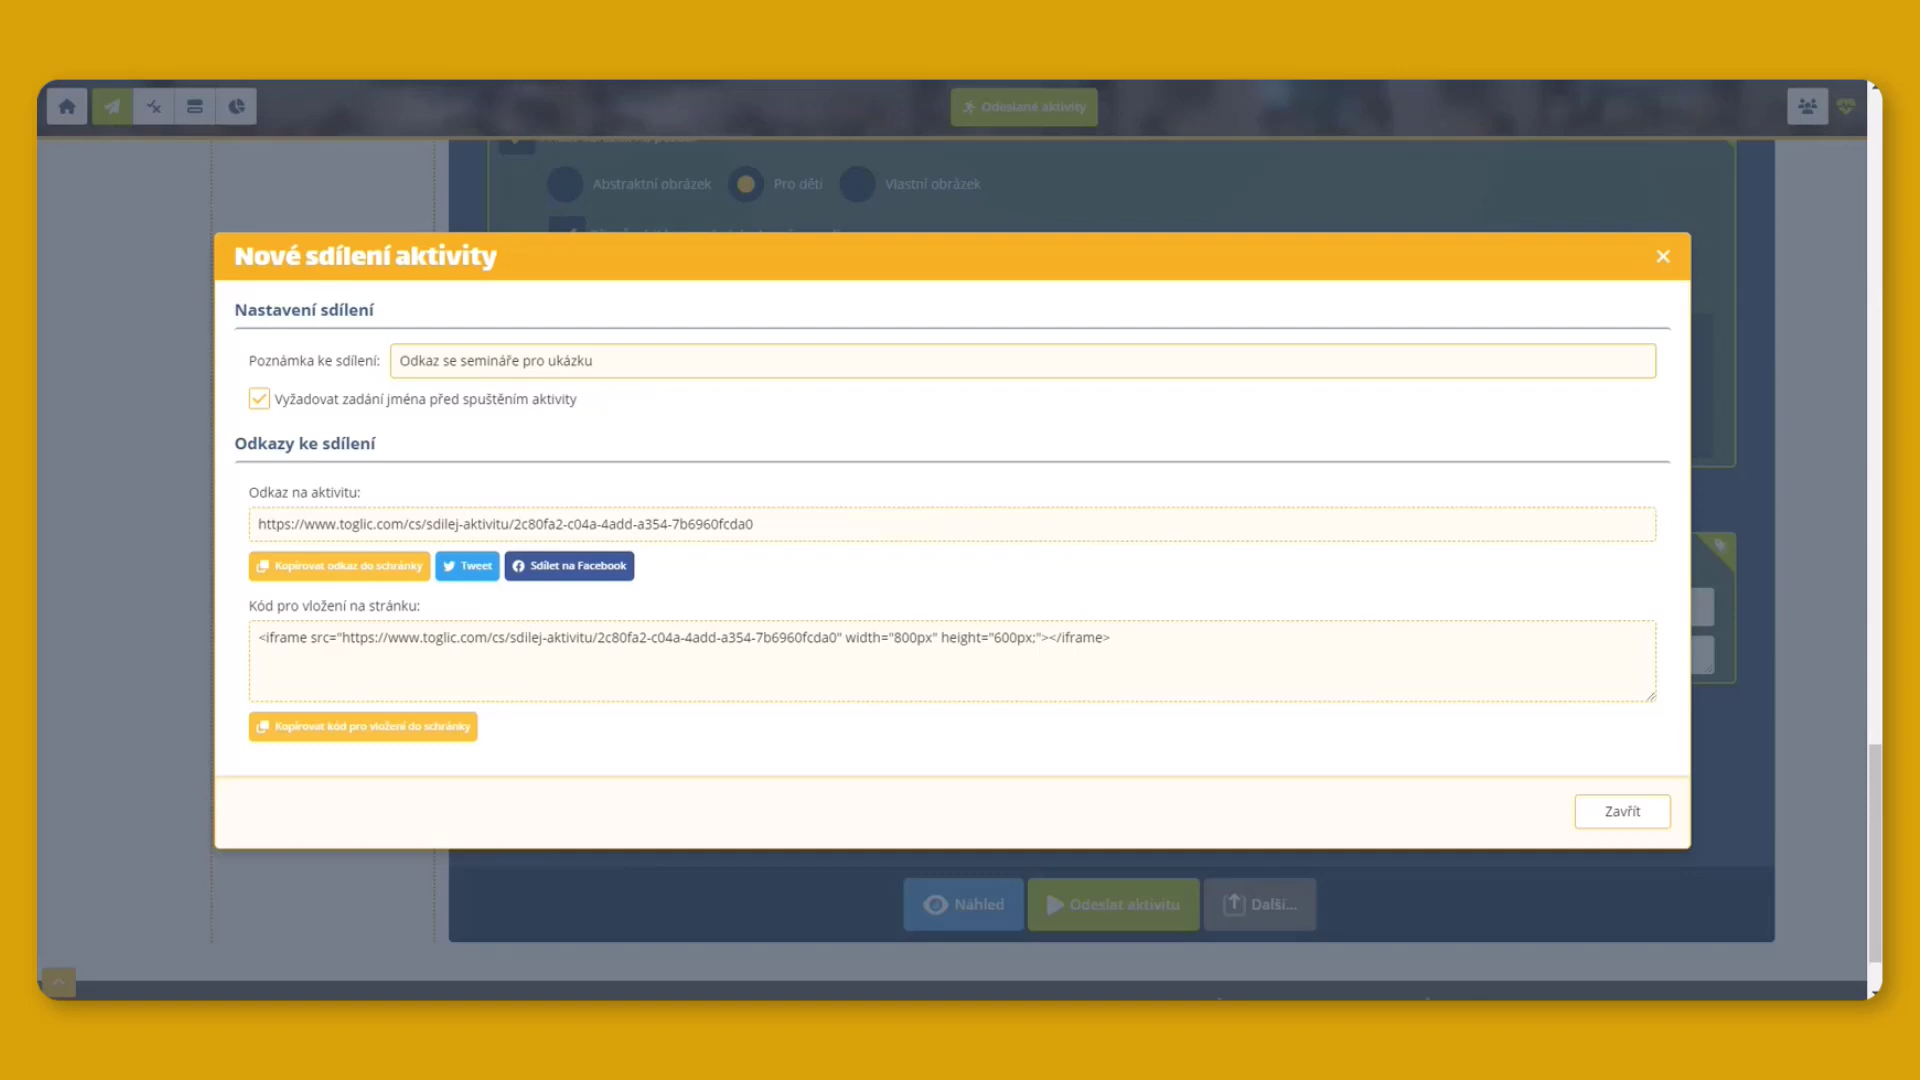 Odeslané aktivity
Abstraktní obrázek
Pro děti
Vlastní obrázek
Nové sdílení aktivity
Nastavení sdílení
Poznámka ke sdílení:
Odkaz se semináře pro ukázku
Vyžadovat zadání jména před spuštěním aktivity
Odkazy ke sdílení
Odkaz na aktivitu:
https://www.toglic.com/cs/sdilej-aktivitu/2c80fa2-c04a-4add-a354-7b6960fcda0
Kopírovat odkaz do schránky
Tweet
Sdílet na Facebook
Kód pro vložení na stránku:
<iframe src="https://www.toglic.com/cs/sdilej-aktivitu/2c80fa2-c04a-4add-a354-7b6960fcda0" width="800px" height="600px;"></iframe>
Kopírovat kód pro vložení do schránky
Zavřít
Náhled
Odeslat aktivitu
Další...